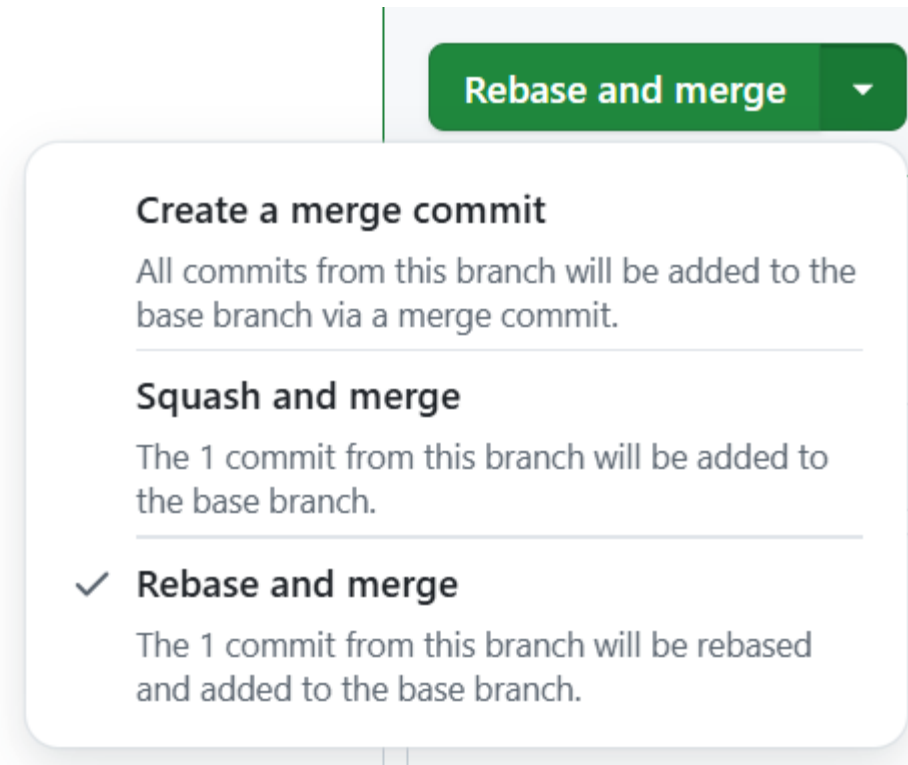 Rebase and merge
Create a merge commit
All commits from this branch will be added to the
base branch via a merge commit.
Squash and merge
The 1 commit from this branch will be added to
the base branch.
Rebase and merge
The 1 commit from this branch will be rebased
and added to the base branch.